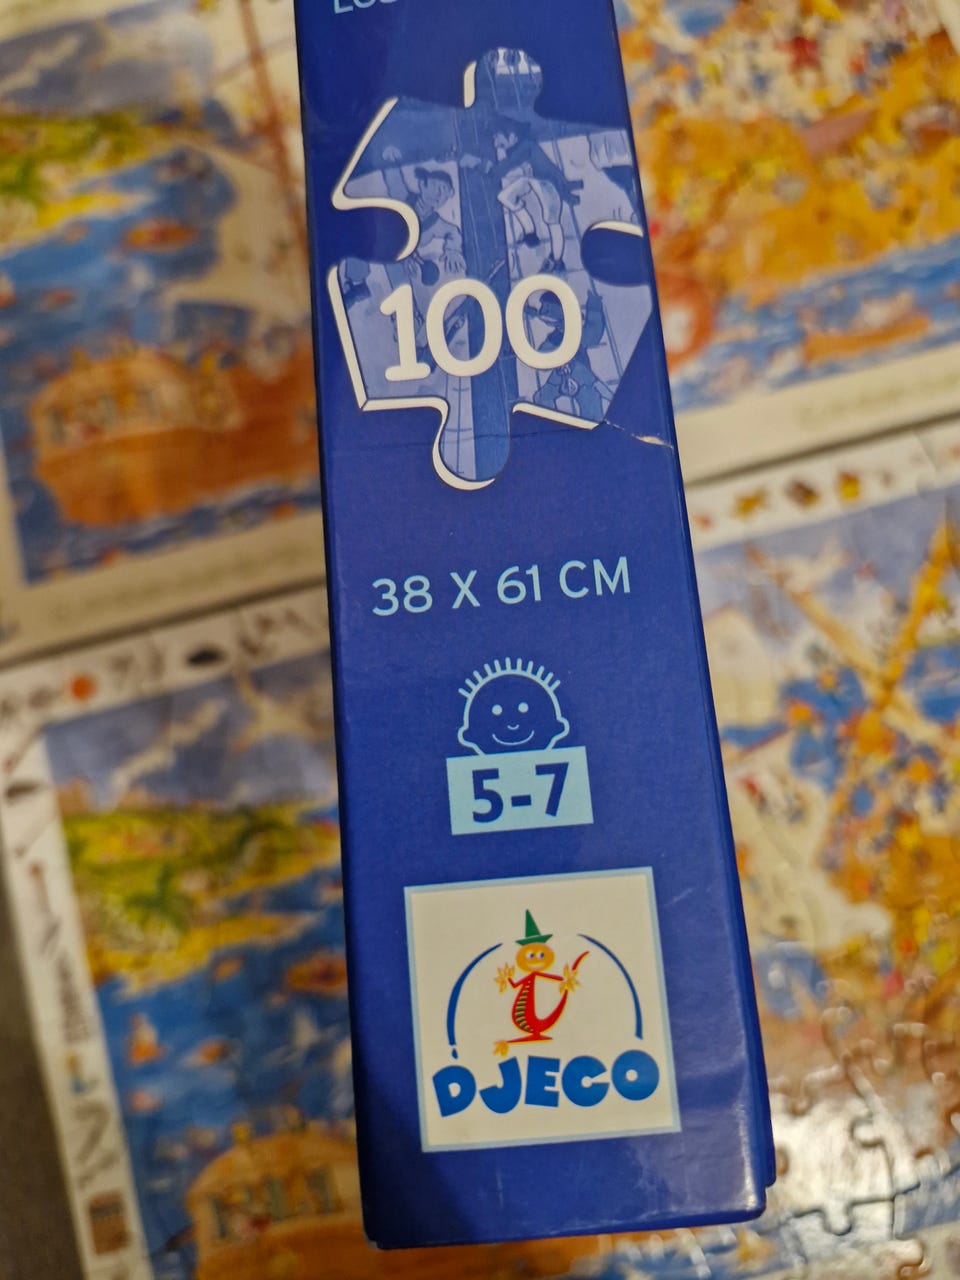 100
38 X 61 CM
5-7
DJECO